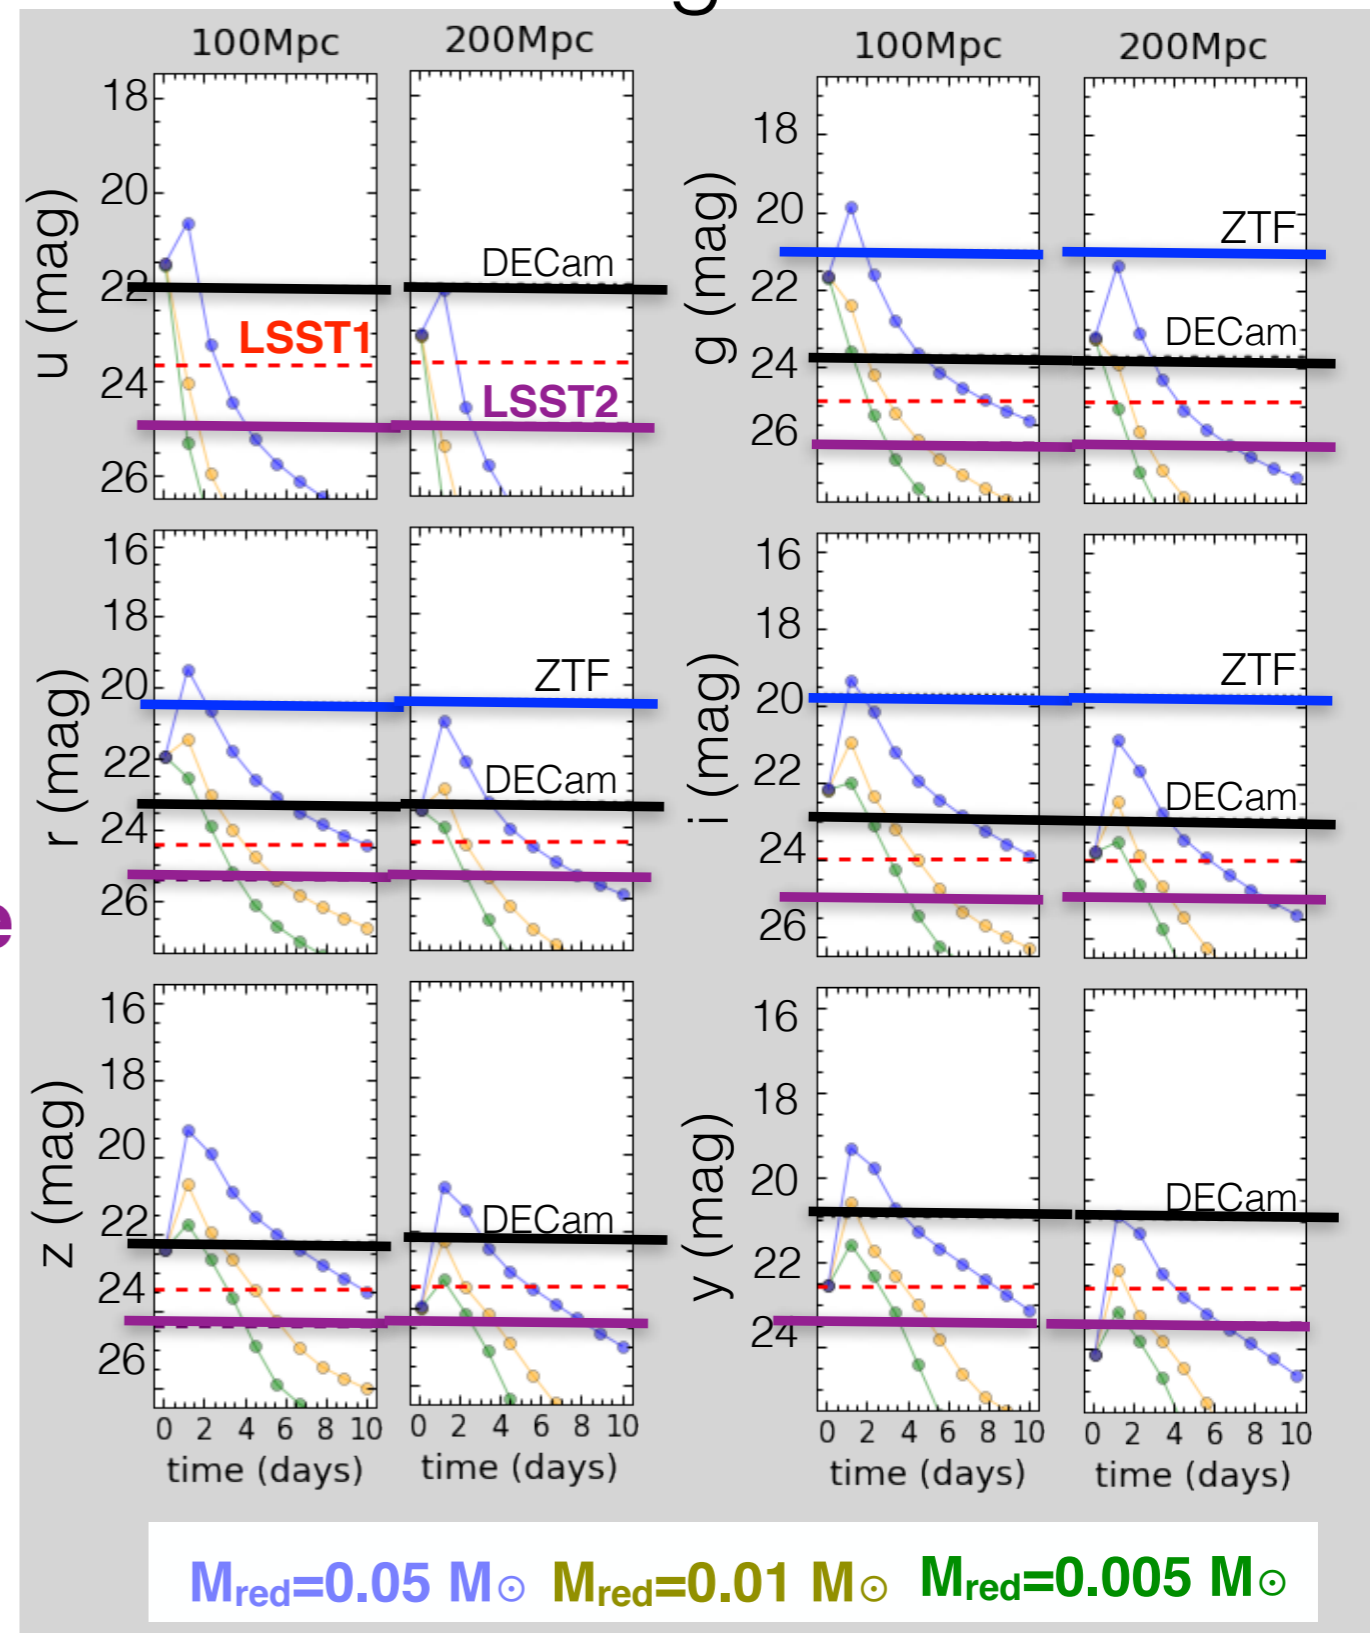 g
100Mpc
200Mpc
100Mpc
200Mpc
u (mag)
18
20
22
24
26
DECam
LSST1
LSST2
g (mag)
18
20
22
24
26
ZTF
DECam
r (mag)
16
18
20
22
24
26
ZTF
DECam
i (mag)
16
18
20
22
24
26
ZTF
DECam
e
z (mag)
16
18
20
22
24
26
DECam
y (mag)
16
18
20
22
24
DECam
0 2 4 6 8 10
0 2 4 6 8 10
0 2 4 6 8 10
0 2 4 6 8 10
time (days)
time (days)
time (days)
time (days)
Mred=0.05 M☉ Mred=0.01 M☉ Mred=0.005 M☉